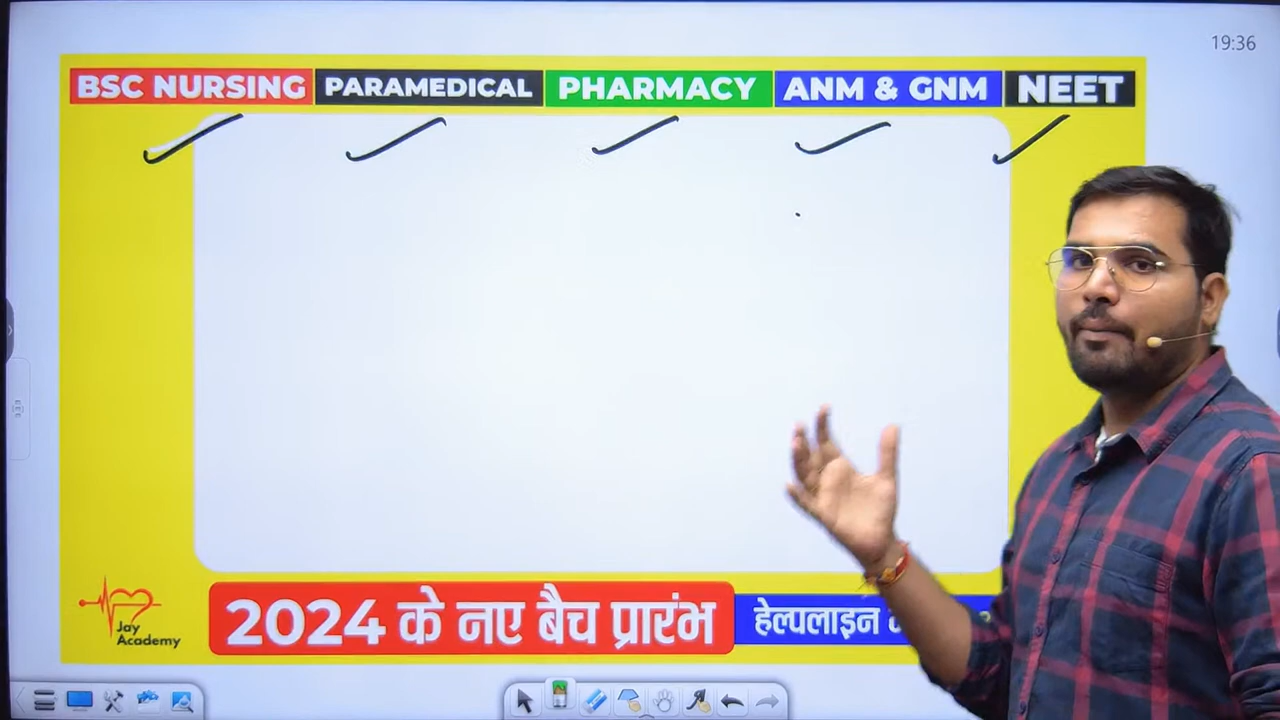 19:36
BSC NURSING PARAMEDICAL PHARMACY ANM & GNM NEET
Jay
Academy
2024 के नए बैच प्रारंभ
हेल्पलाइन